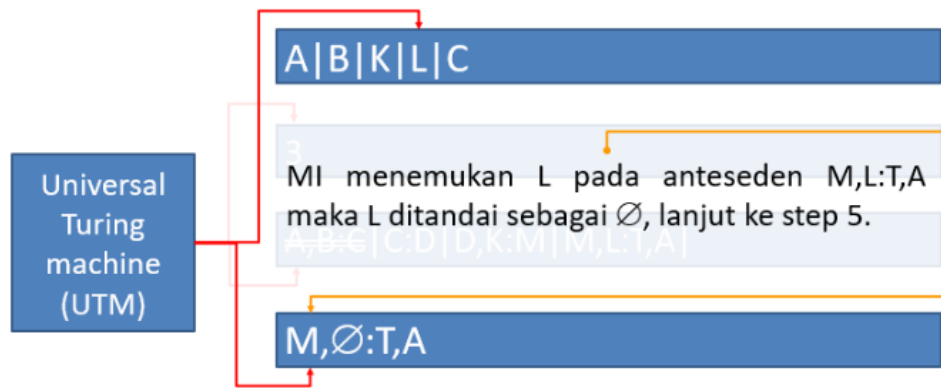 A|B|K|L|C
3
MI menemukan L pada anteseden M,L:T,A
maka L ditandai sebagai ∅, lanjut ke step 5.
A,B:C|C:D|D,K:M|M,L:T,A|
Universal
Turing
machine
(UTM)
M,∅:T,A